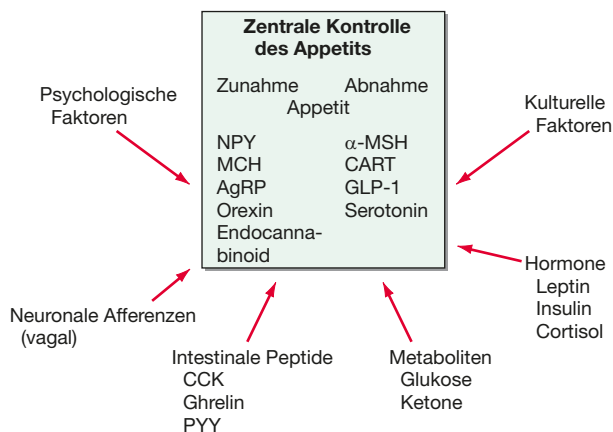 Zentrale Kontrolle
des Appetits
Zunahme Abnahme
Appetit
NPY α-MSH
MCH CART
AgRP GLP-1
Orexin Serotonin
Endocanna-
binoid
Psychologische
Faktoren
Kulturelle
Faktoren
Neuronale Afferenzen
(vagal)
Intestinale Peptide
CCK
Ghrelin
PYY
Metaboliten
Glukose
Ketone
Hormone
Leptin
Insulin
Cortisol